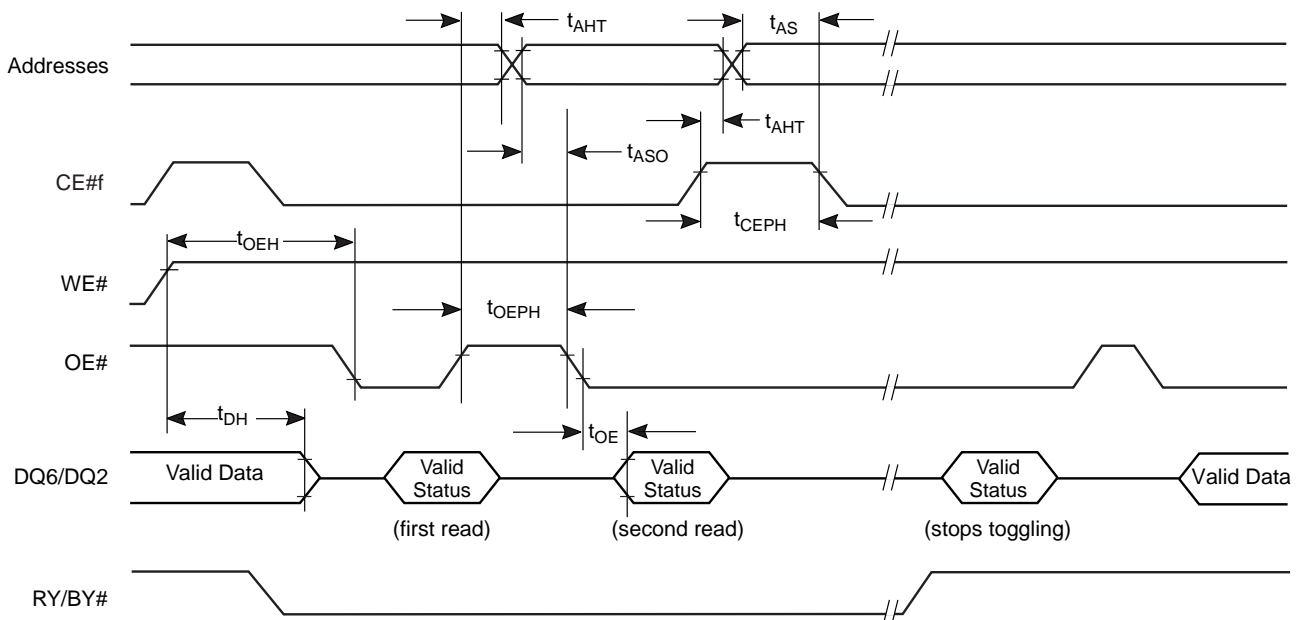 tAHT
tAS
Addresses
tAHT
tASO
CE#f
tCEPH
tOEH
WE#
tOEPH
OE#
tDH
tOE
DQ6/DQ2
Valid Data
Valid
Status
Valid
Status
Valid
Status
Valid Data
(first read)
(second read)
(stops toggling)
RY/BY#